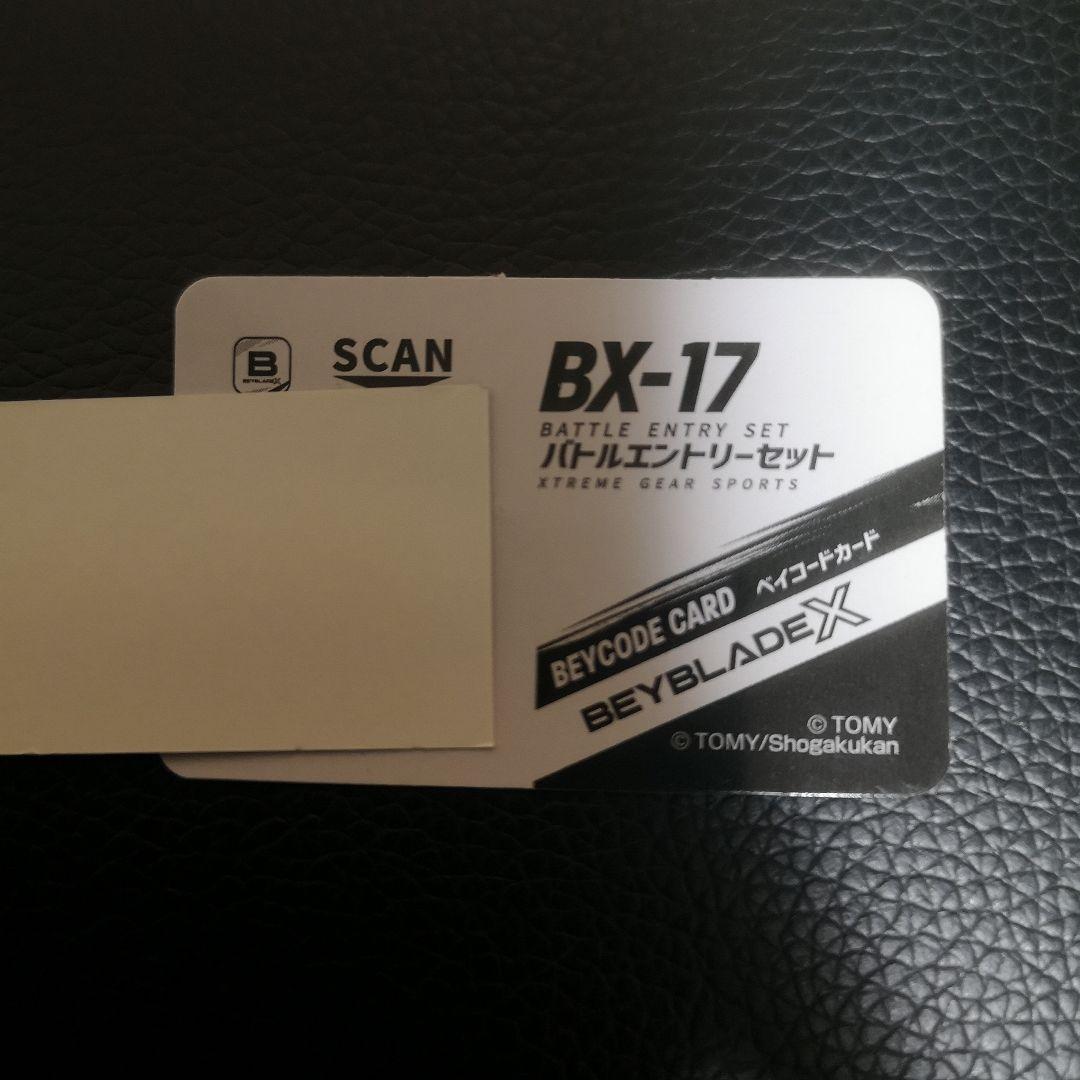 B
BEYBLADE X
SCAN
BX-17
BATTLE ENTRY SET
バトルエントリーセット
XTREME GEAR SPORTS
BEYCODE CARD ベイコードカード
BEYBLADE X
© TOMY
© TOMY/Shogakukan